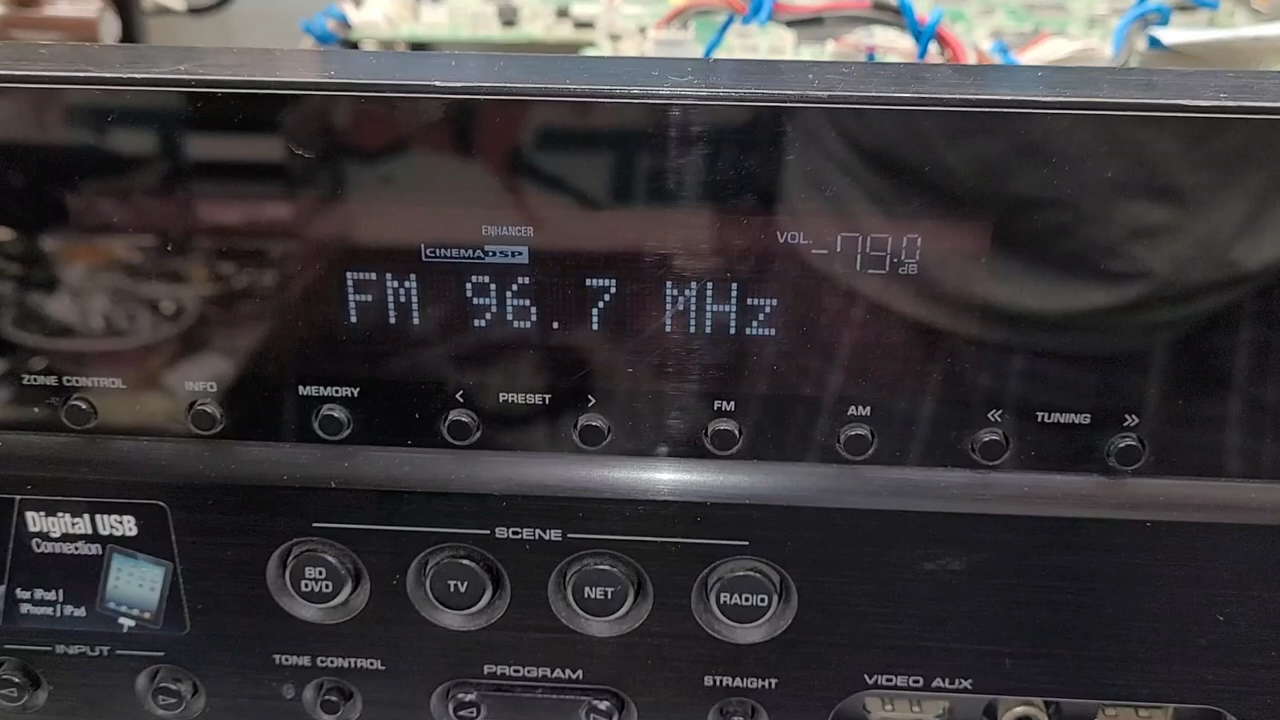 ENHANCER
CINEMA DSP
VOL. -79.0 dB
FM 96.7 MHz
ZONE CONTROL INFO MEMORY < PRESET > FM AM << TUNING >>
Digital USB
Connection
for iPod |
iPhone | iPad
SCENE
BD DVD TV NET RADIO
INPUT
TONE CONTROL PROGRAM STRAIGHT VIDEO AUX